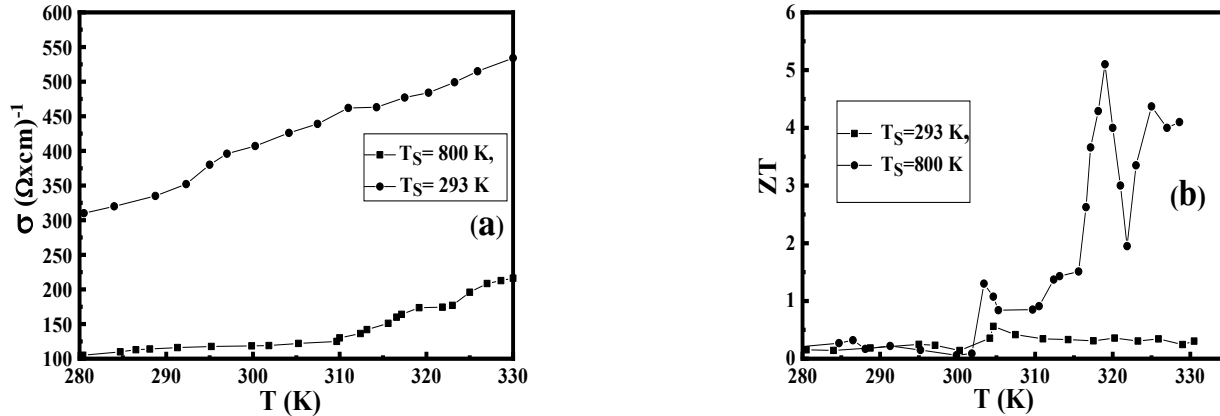 600
550
500
450
400
350
300
250
200
150
100
σ (Ωxcm)⁻¹
T_S= 800 K,
T_S= 293 K
(a)
280 290 300 310 320 330
T (K)
6
5
4
3
2
1
0
ZT
T_S=293 K,
T_S=800 K
(b)
280 290 300 310 320 330
T (K)